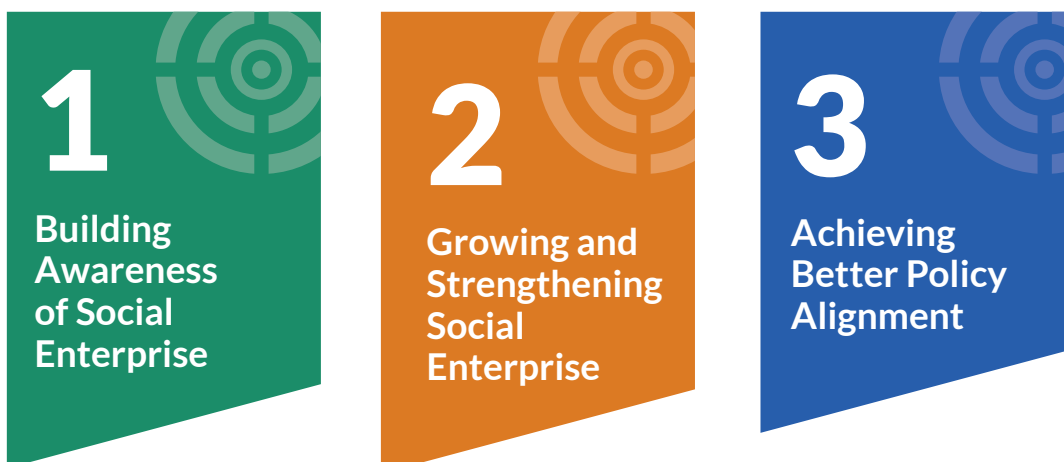 1
Building
Awareness
of Social
Enterprise
2
Growing and
Strengthening
Social
Enterprise
3
Achieving
Better Policy
Alignment